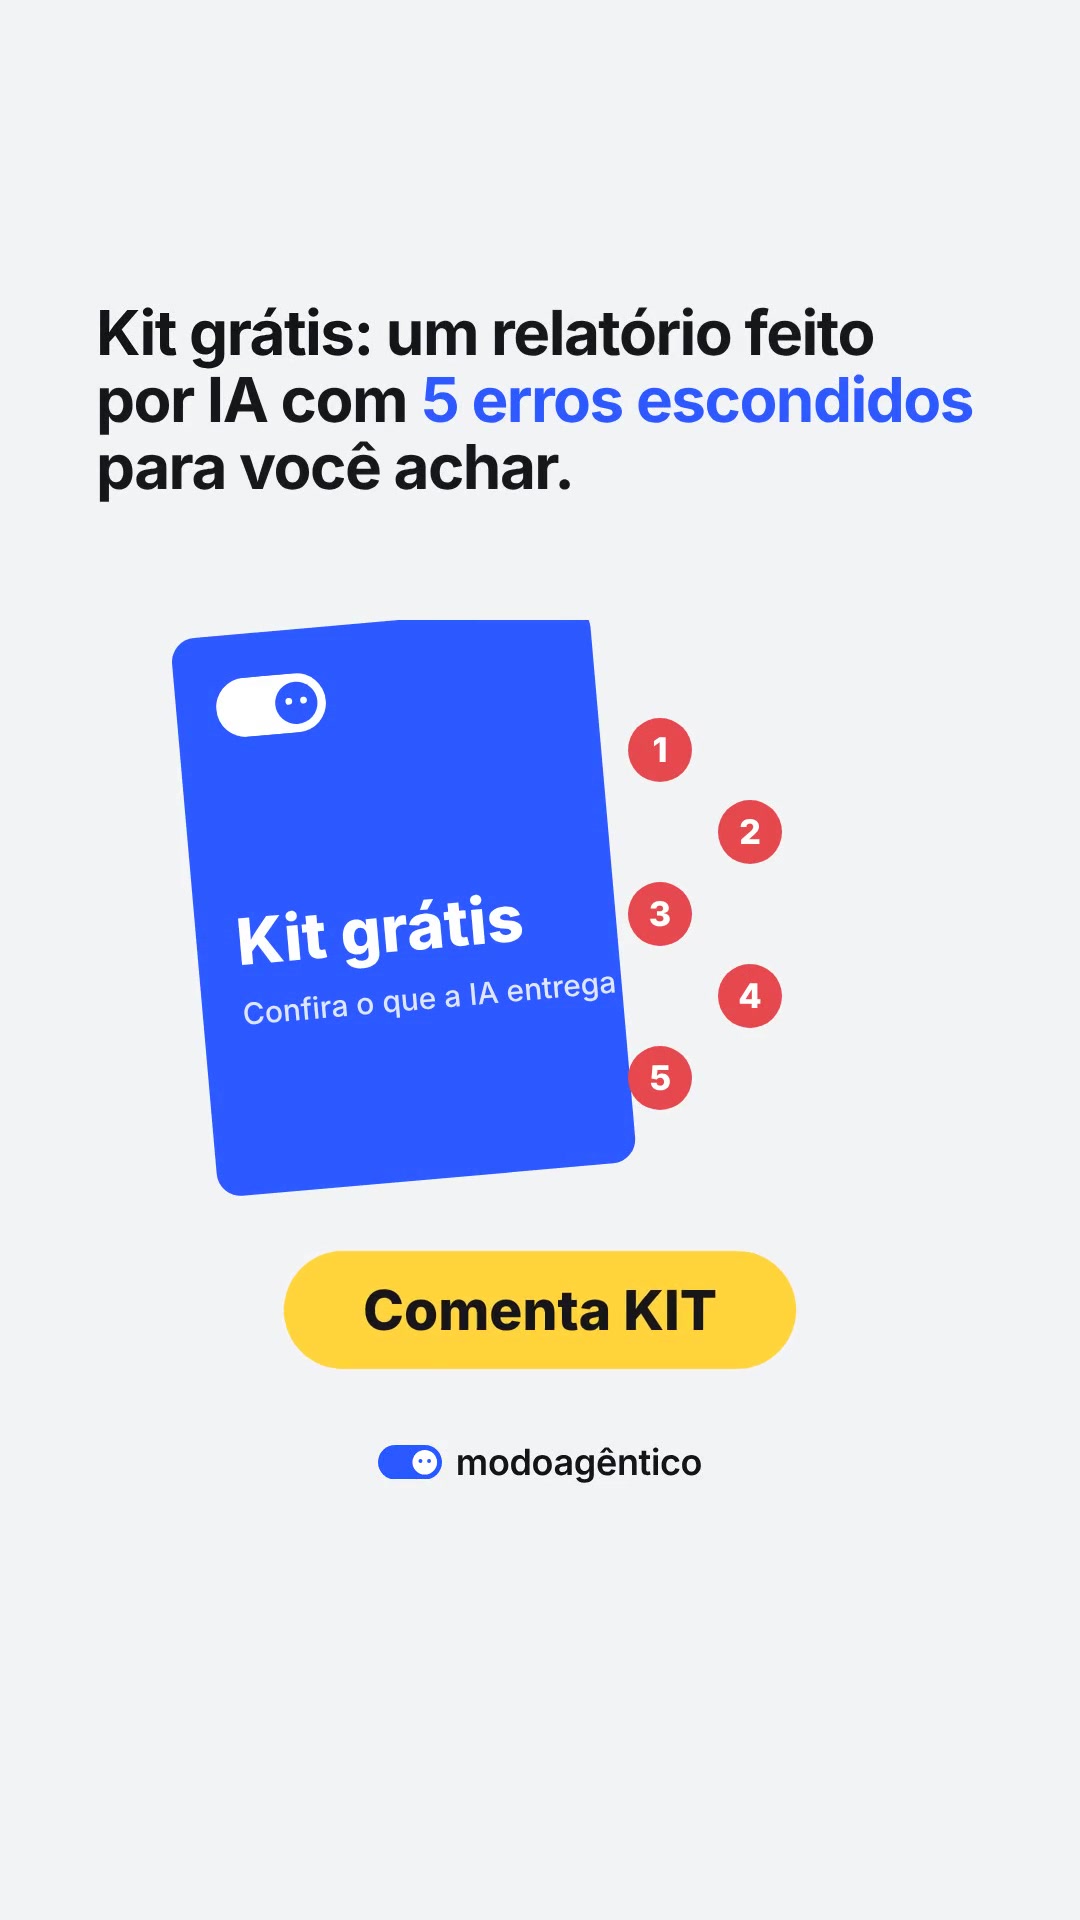 Kit grátis: um relatório feito
por IA com 5 erros escondidos
para você achar.
Kit grátis
Confira o que a IA entrega
1
2
3
4
5
Comenta KIT
modoagêntico